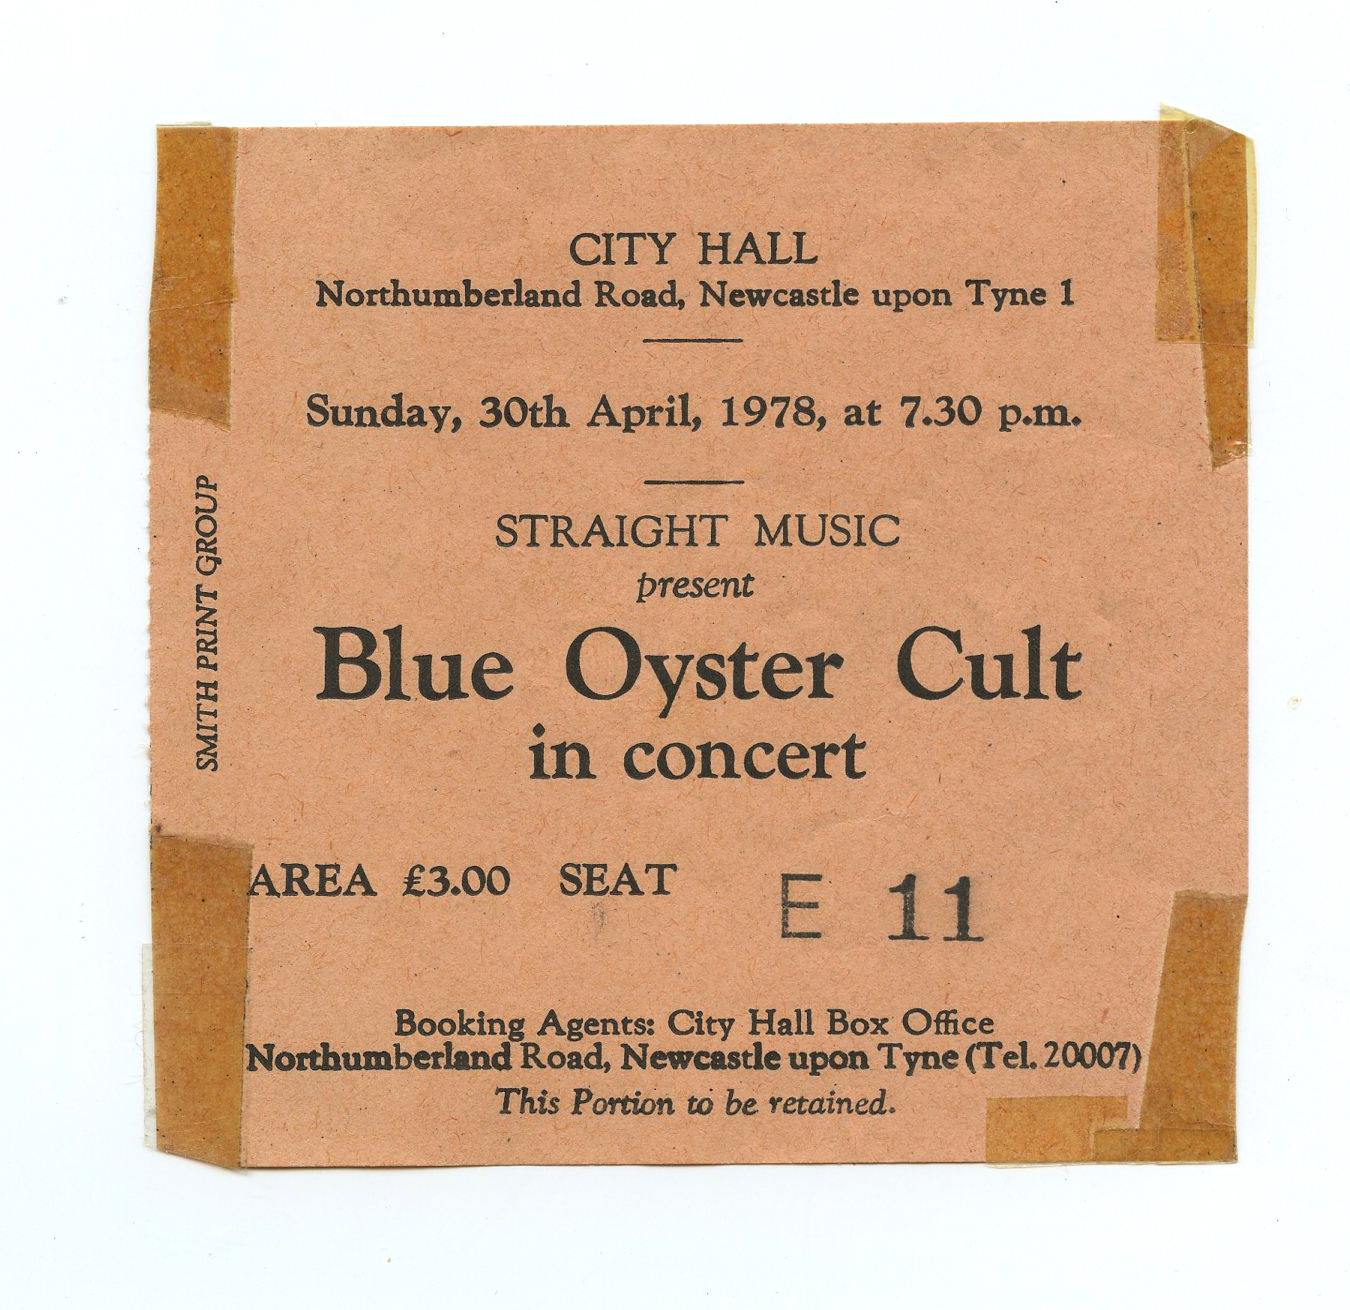 CITY HALL
Northumberland Road, Newcastle upon Tyne 1
Sunday, 30th April, 1978, at 7.30 p.m.
STRAIGHT MUSIC
present
Blue Oyster Cult
in concert
AREA £3.00 SEAT E 11
Booking Agents: City Hall Box Office
Northumberland Road, Newcastle upon Tyne (Tel. 20007)
This Portion to be retained.
SMITH PRINT GROUP